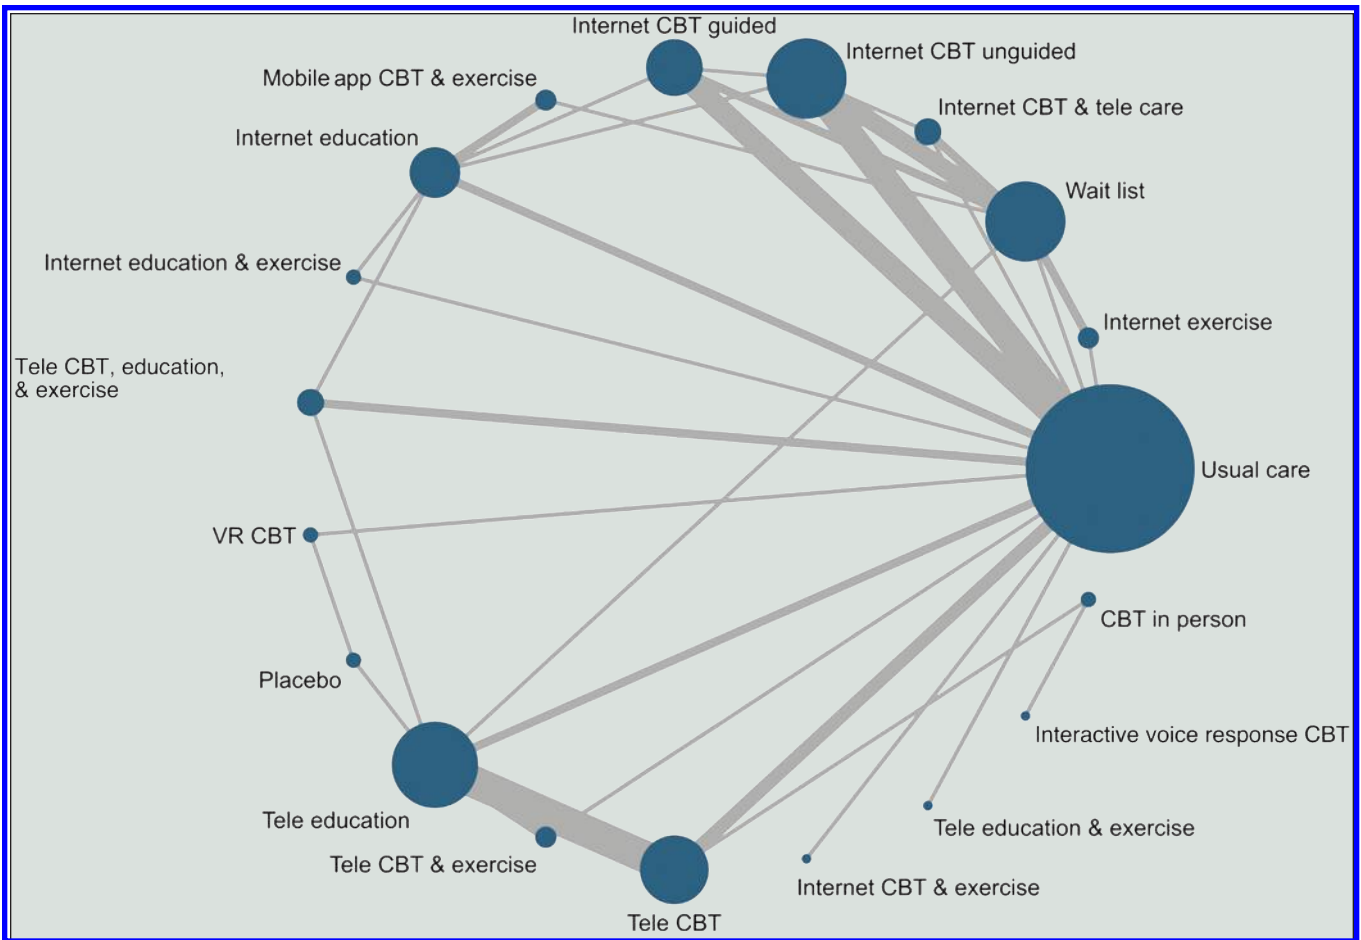 Internet CBT guided
Internet CBT unguided
Mobile app CBT & exercise
Internet CBT & tele care
Internet education
Wait list
Internet education & exercise
Internet exercise
Tele CBT, education,
& exercise
Usual care
VR CBT
CBT in person
Placebo
Interactive voice response CBT
Tele education
Tele education & exercise
Tele CBT & exercise
Internet CBT & exercise
Tele CBT